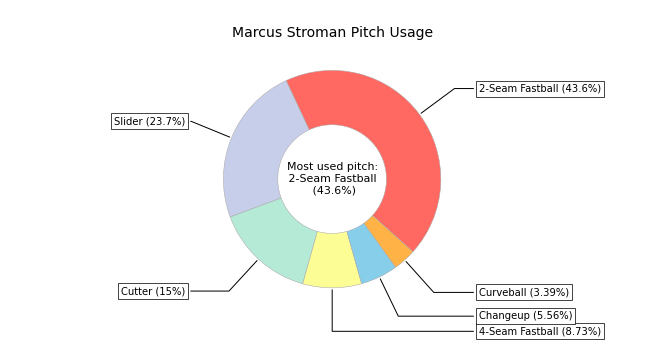 Marcus Stroman Pitch Usage
2-Seam Fastball (43.6%)
Slider (23.7%)
Most used pitch:
2-Seam Fastball
(43.6%)
Cutter (15%)
Curveball (3.39%)
Changeup (5.56%)
4-Seam Fastball (8.73%)